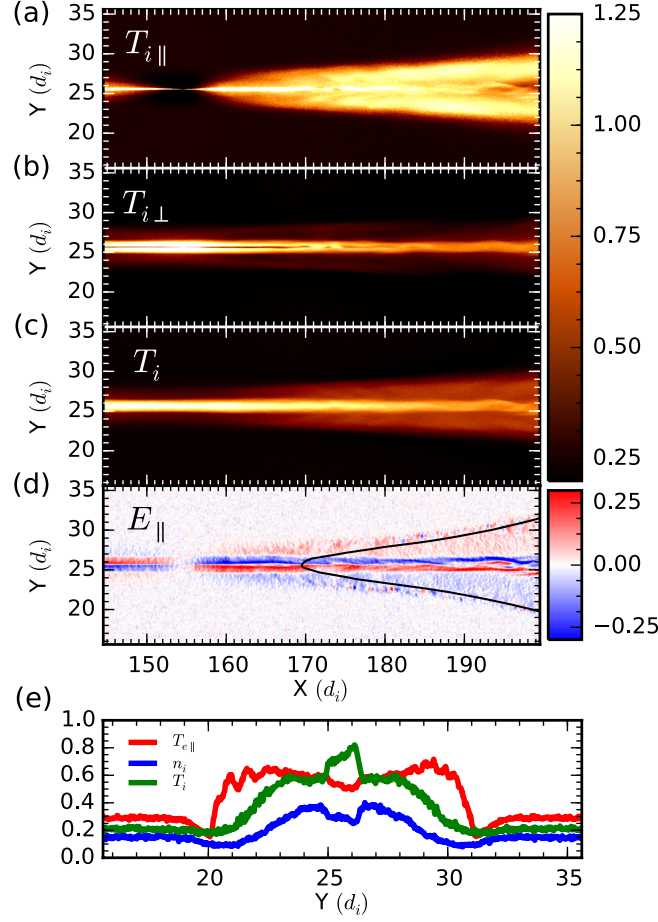 (a)
T_{i∥}
Y (d_i)
35
30
25
20
(b)
T_{i⊥}
Y (d_i)
35
30
25
20
(c)
T_i
Y (d_i)
35
30
25
20
1.25
1.00
0.75
0.50
0.25
(d)
E_∥
Y (d_i)
35
30
25
20
150 160 170 180 190
X (d_i)
0.25
0.00
−0.25
(e)
1.0
0.8
0.6
0.4
0.2
0.0
T_{e∥}
n_i
T_i
20 25 30 35
Y (d_i)